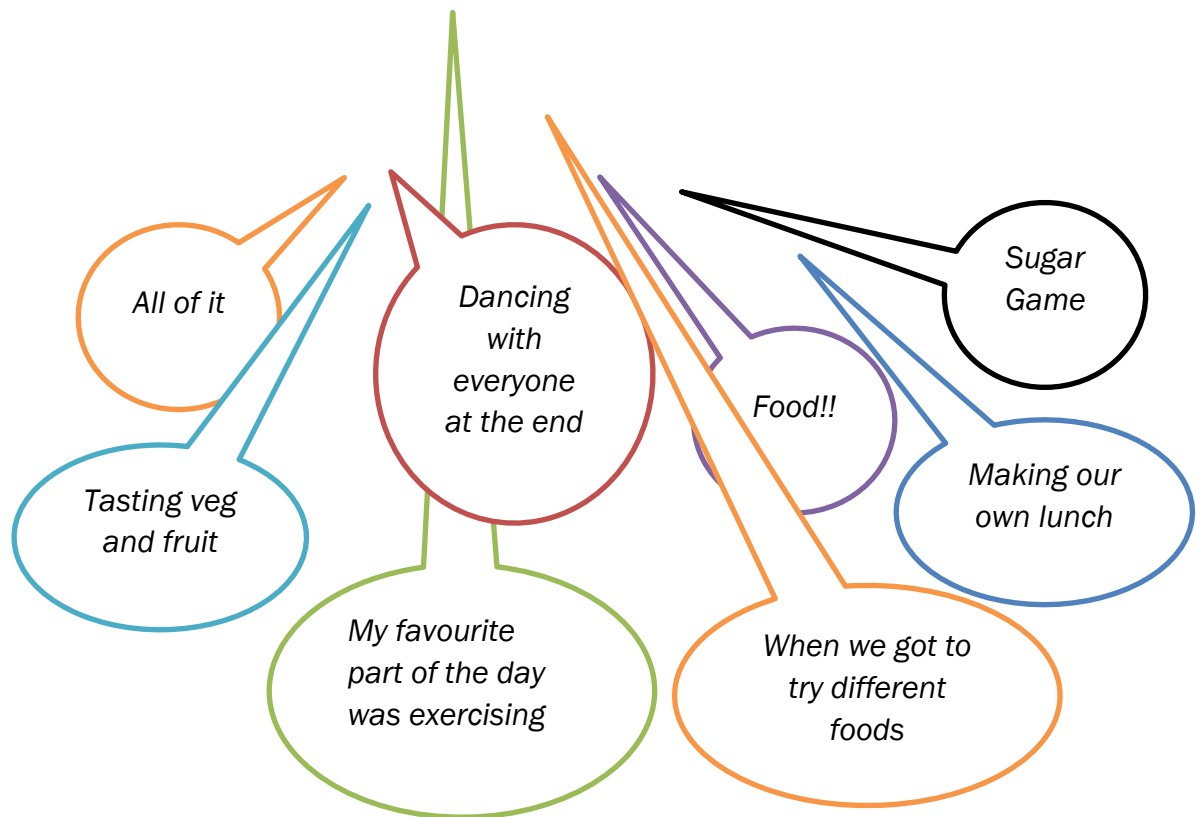 All of it
Dancing
with
everyone
at the end
Sugar
Game
Food!!
Tasting veg
and fruit
Making our
own lunch
My favourite
part of the day
was exercising
When we got to
try different
foods